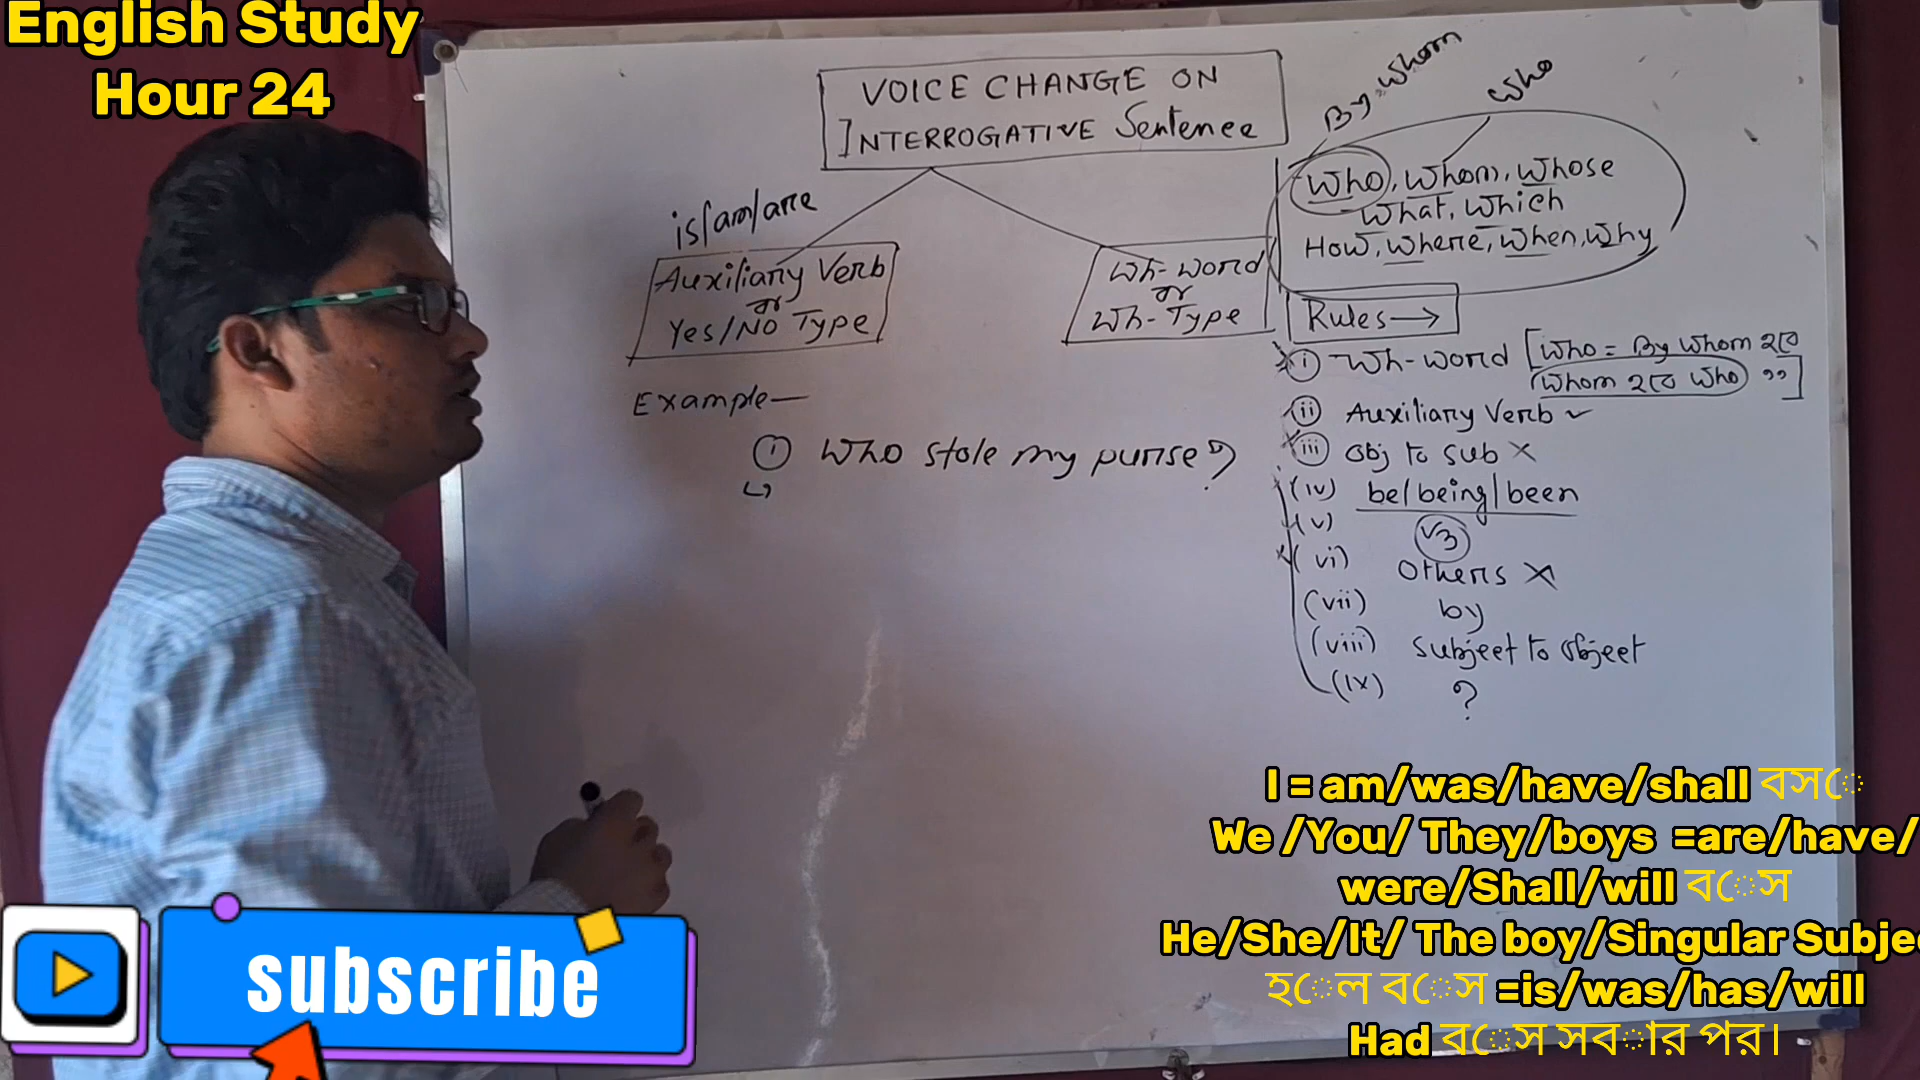 English Study
Hour 24
VOICE CHANGE ON
INTERROGATIVE Sentence
By whom
who
is/am/are
Auxiliary Verb
or
Yes/NO Type
Wh-word
or
Wh-Type
Who, Whom, Whose
What, Which
How, Where, When, Why
Rules→
(i) Wh-word [Who = By whom হবে
Whom হবে Who ”]
(ii) Auxiliary Verb ✓
(iii) Obj to sub ×
(iv) be/being/been
(v) V3
(vi) Others ×
(vii) by
(viii) Subject to Object
(ix) ?
Example—
(1) Who stole my purse?
↪
I = am/was/have/shall বসে
We /You/ They/boys =are/have/
were/Shall/will বসে
He/She/It/ The boy/Singular Subje
হলে বসে =is/was/has/will
Had বসে সবার পর।
subscribe